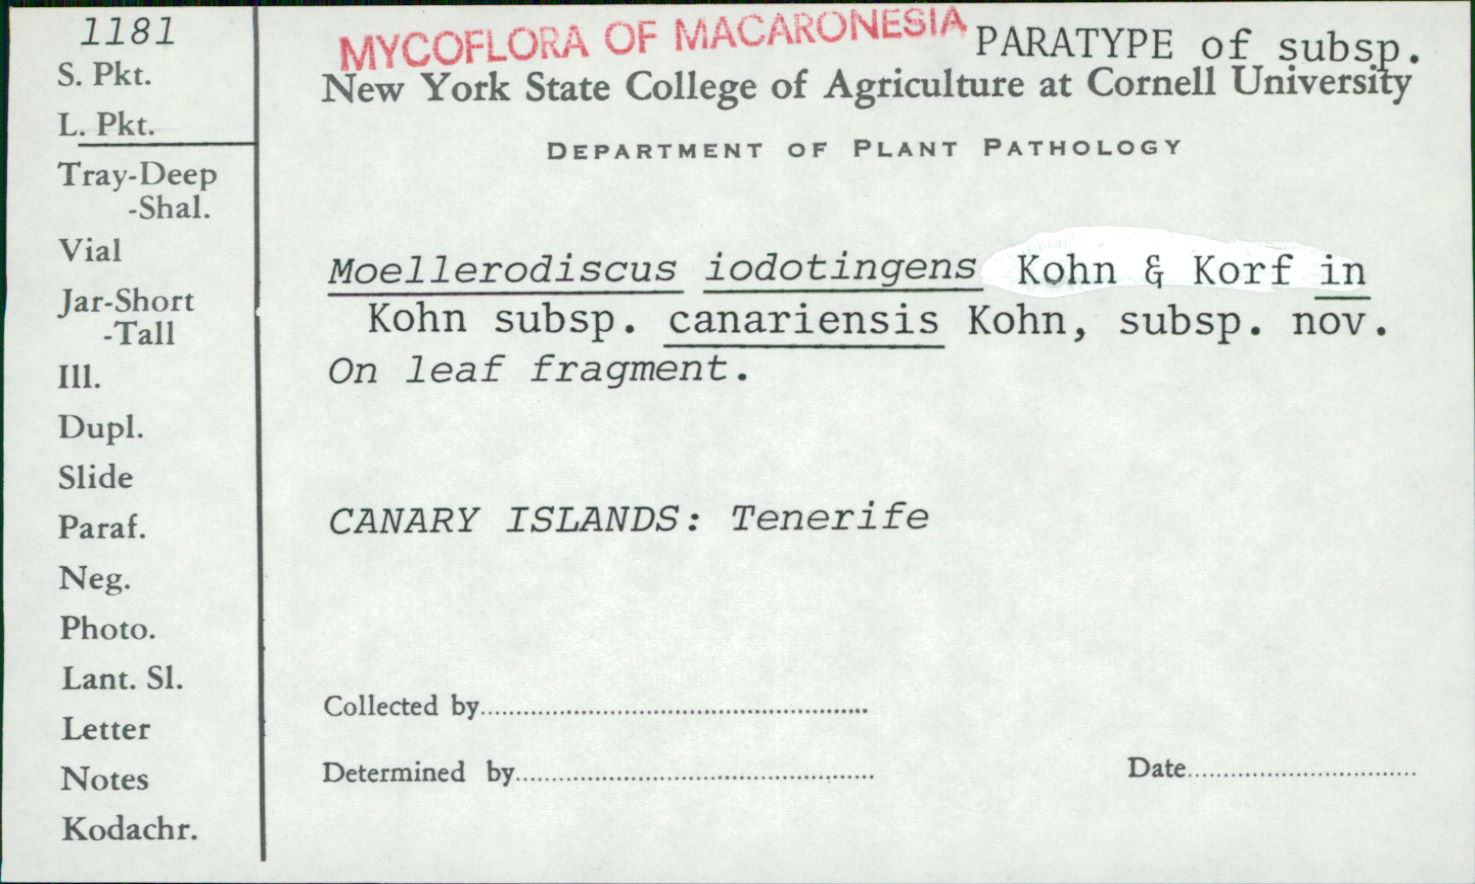 1181
S. Pkt.
L. Pkt.
Tray-Deep
-Shal.
Vial
Jar-Short
-Tall
Ill.
Dupl.
Slide
Paraf.
Neg.
Photo.
Lant. Sl.
Letter
Notes
Kodachr.
MYCOFLORA OF MACARONESIA PARATYPE of subsp.
New York State College of Agriculture at Cornell University
DEPARTMENT OF PLANT PATHOLOGY
Moellerodiscus iodotingens Kohn & Korf in
Kohn subsp. canariensis Kohn, subsp. nov.
On leaf fragment.
CANARY ISLANDS: Tenerife
Collected by
Determined by Date